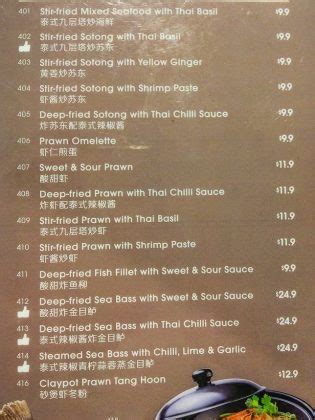 401 Stir-fried Mixed Seafood with Thai Basil $9.9
泰式九层塔炒海鲜
402 Stir-fried Sotong with Thai Basil $9.9
泰式九层塔炒苏东
403 Stir-fried Sotong with Yellow Ginger $9.9
黄姜炒苏东
404 Stir-fried Sotong with Shrimp Paste $9.9
虾酱炒苏东
405 Deep-fried Sotong with Thai Chilli Sauce $9.9
炸苏东配泰式辣椒酱
406 Prawn Omelette $9.9
虾仁煎蛋
407 Sweet & Sour Prawn $11.9
酸甜虾
408 Deep-fried Prawn with Thai Chilli Sauce $11.9
炸虾配泰式辣椒酱
409 Stir-fried Prawn with Thai Basil $11.9
泰式九层塔炒虾
410 Stir-fried Prawn with Shrimp Paste $11.9
虾酱炒虾
411 Deep-fried Fish Fillet with Sweet & Sour Sauce $9.9
酸甜炸鱼柳
412 Deep-fried Sea Bass with Sweet & Sour Sauce $24.9
酸甜炸金目鲈
413 Deep-fried Sea Bass with Thai Chilli Sauce $24.9
泰式辣椒酱炸金目鲈
414 Steamed Sea Bass with Chilli, Lime & Garlic $24.9
泰式辣椒青柠蒜蓉蒸金目鲈
416 Claypot Prawn Tang Hoon $12.9
砂煲虾冬粉